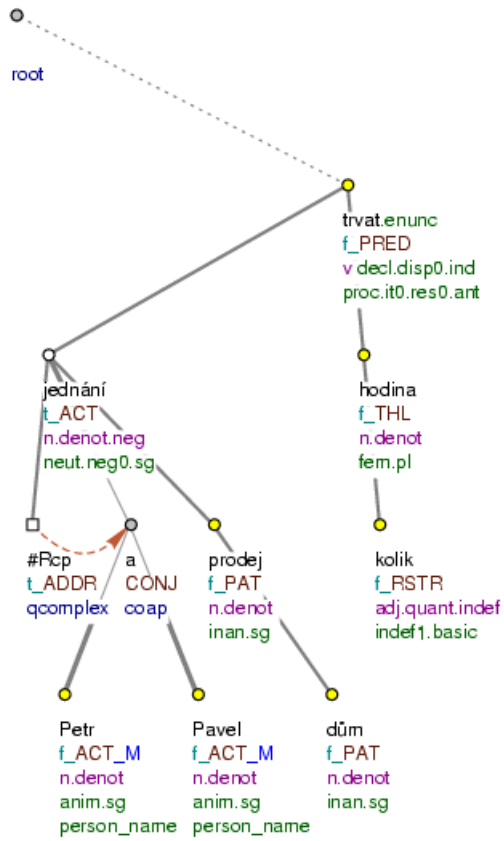 root
trvat.enunc
f_PRED
v decl.disp0.ind
proc.it0.res0.ant
jednání
t_ACT
n.denot.neg
neut.neg0.sg
hodina
f_THL
n.denot
fem.pl
#Rcp
t_ADDR
qcomplex
a
CONJ
coap
prodej
f_PAT
n.denot
inan.sg
kolik
f_RSTR
adj.quant.indef
indef1.basic
Petr
f_ACT_M
n.denot
anim.sg
person_name
Pavel
f_ACT_M
n.denot
anim.sg
person_name
dům
f_PAT
n.denot
inan.sg